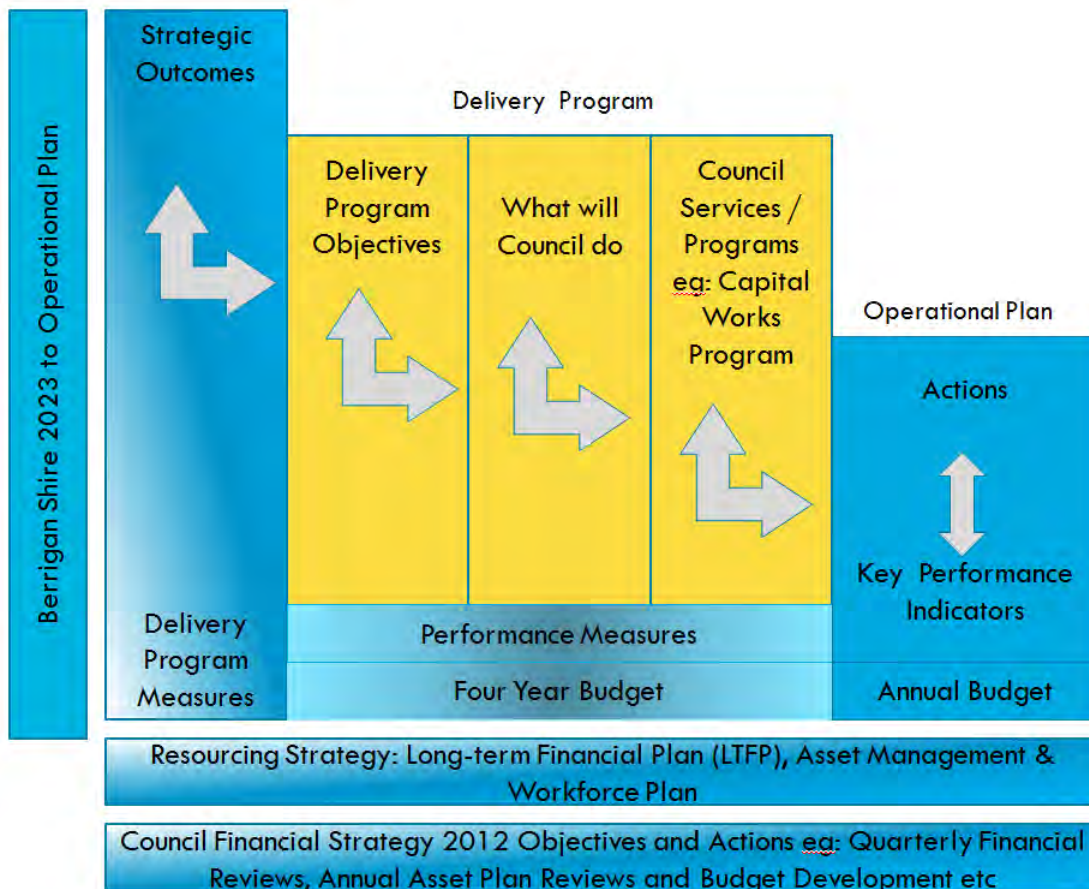 Berrigan Shire 2023 to Operational Plan
Strategic
Outcomes
Delivery
Program
Measures
Delivery Program
Delivery
Program
Objectives
What will
Council do
Council
Services /
Programs
eg: Capital
Works
Program
Performance Measures
Four Year Budget
Operational Plan
Actions
Key Performance
Indicators
Annual Budget
Resourcing Strategy: Long-term Financial Plan (LTFP), Asset Management &
Workforce Plan
Council Financial Strategy 2012 Objectives and Actions eg: Quarterly Financial
Reviews, Annual Asset Plan Reviews and Budget Development etc